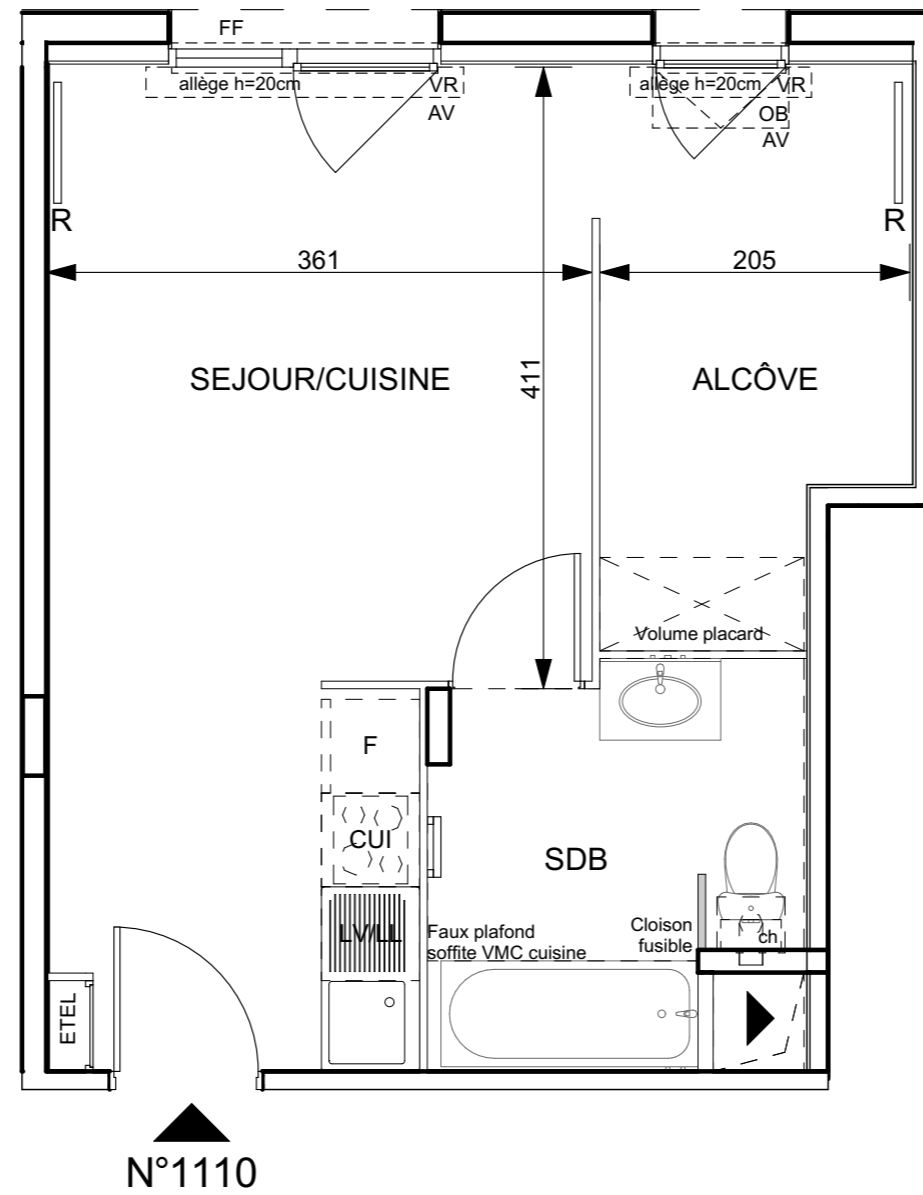 FF
allège h=20cm
VR
AV
allège h=20cm
VR
OB
AV
R
R
361
205
411
SEJOUR/CUISINE
ALCÔVE
Volume placard
F
CUI
SDB
LV/LL
Faux plafond
soffite VMC cuisine
Cloison
fusible
ch
ETEL
N°1110